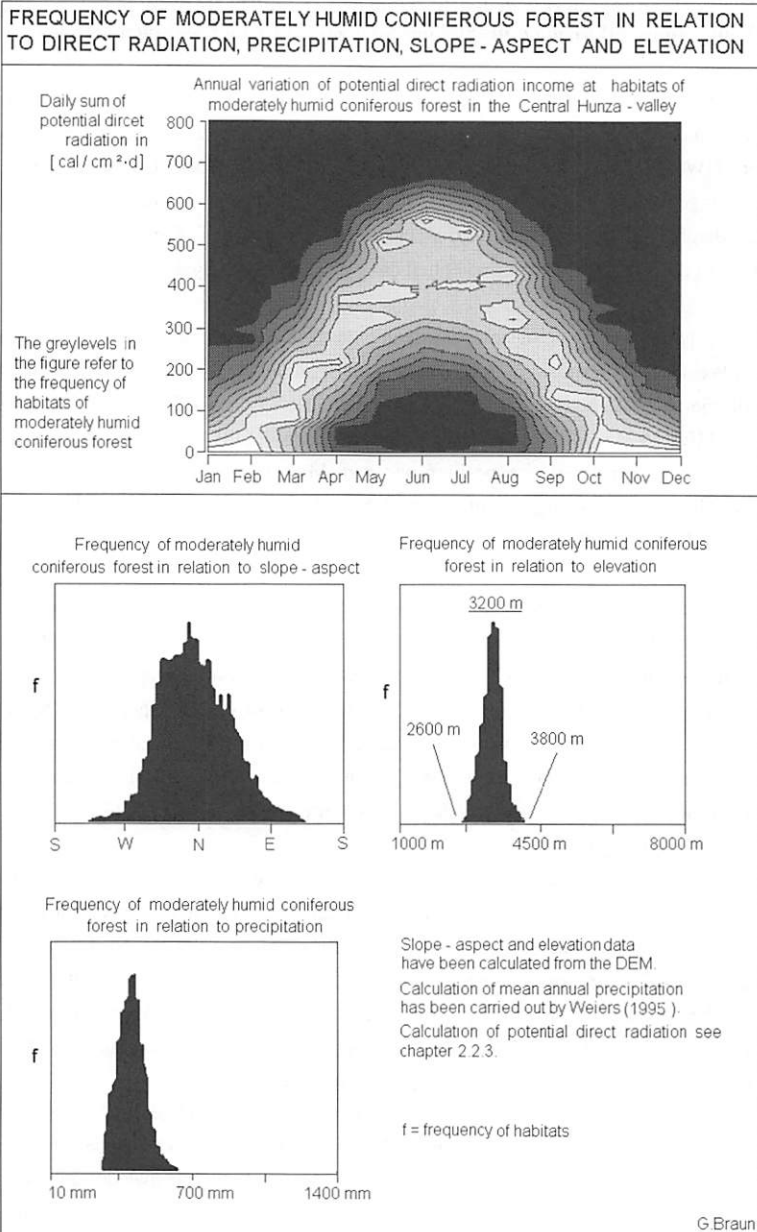 FREQUENCY OF MODERATELY HUMID CONIFEROUS FOREST IN RELATION
TO DIRECT RADIATION, PRECIPITATION, SLOPE - ASPECT AND ELEVATION
Annual variation of potential direct radiation income at habitats of
moderately humid coniferous forest in the Central Hunza - valley
Daily sum of
potential dircet
radiation in
[ cal / cm ²·d]
800
700
600
500
400
300
200
100
0
The greylevels in
the figure refer to
the frequency of
habitats of
moderately humid
coniferous forest
Jan Feb Mar Apr May Jun Jul Aug Sep Oct Nov Dec
Frequency of moderately humid
coniferous forest in relation to slope - aspect
f
S W N E S
Frequency of moderately humid coniferous
forest in relation to elevation
3200 m
f
2600 m
3800 m
1000 m 4500 m 8000 m
Frequency of moderately humid coniferous
forest in relation to precipitation
f
10 mm 700 mm 1400 mm
Slope - aspect and elevation data
have been calculated from the DEM.
Calculation of mean annual precipitation
has been carried out by Weiers (1995 ).
Calculation of potential direct radiation see
chapter 2.2.3.
f = frequency of habitats
G.Braun